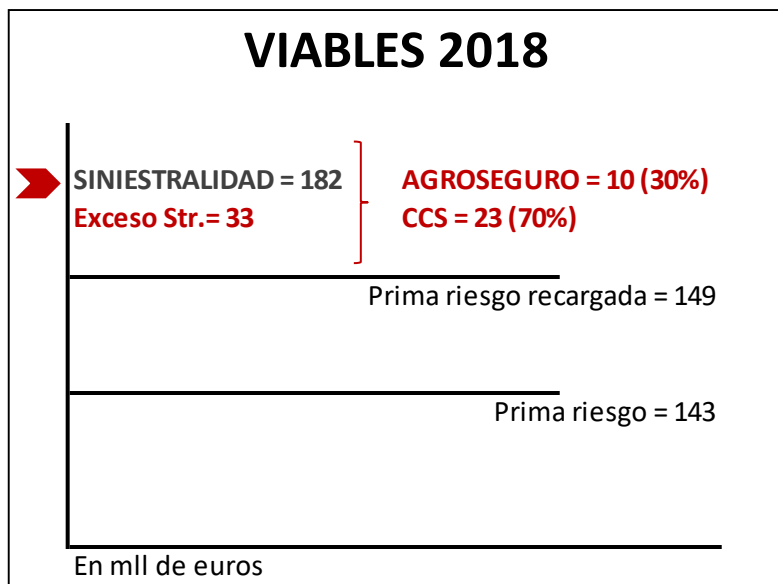 VIABLES 2018
SINIESTRALIDAD = 182
Exceso Str.= 33
AGROSEGURO = 10 (30%)
CCS = 23 (70%)
Prima riesgo recargada = 149
Prima riesgo = 143
En mll de euros